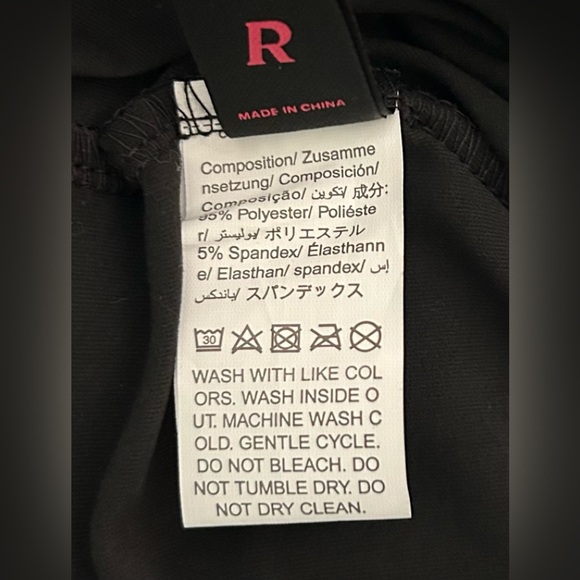 R
MADE IN CHINA
Composition/ Zusamme
nsetzung/ Composición/
Composição/ تكوين/ 成分:
95% Polyester/ Poliéste
r/ بوليستر/ ポリエステル
5% Spandex/ Élasthann
e/ Elasthan/ spandex/ إس
باندكس/ スパンデックス
30
WASH WITH LIKE COL
ORS. WASH INSIDE O
UT. MACHINE WASH C
OLD. GENTLE CYCLE.
DO NOT BLEACH. DO
NOT TUMBLE DRY. DO
NOT DRY CLEAN.